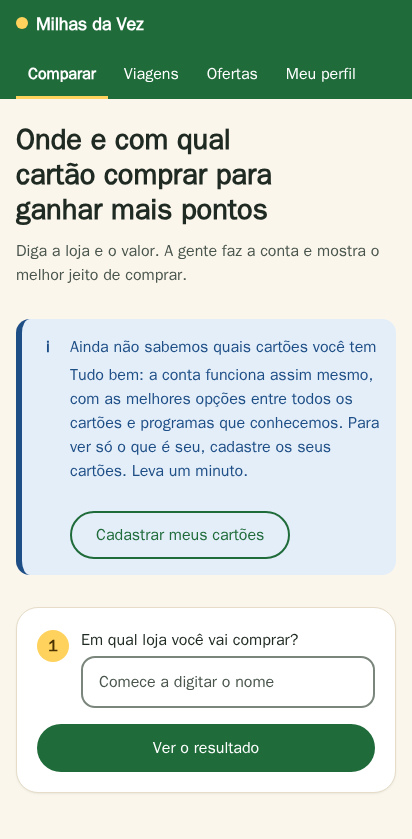 Milhas da Vez
Comparar Viagens Ofertas Meu perfil
Onde e com qual
cartão comprar para
ganhar mais pontos
Diga a loja e o valor. A gente faz a conta e mostra o
melhor jeito de comprar.
i Ainda não sabemos quais cartões você tem
Tudo bem: a conta funciona assim mesmo,
com as melhores opções entre todos os
cartões e programas que conhecemos. Para
ver só o que é seu, cadastre os seus
cartões. Leva um minuto.
Cadastrar meus cartões
1 Em qual loja você vai comprar?
Comece a digitar o nome
Ver o resultado